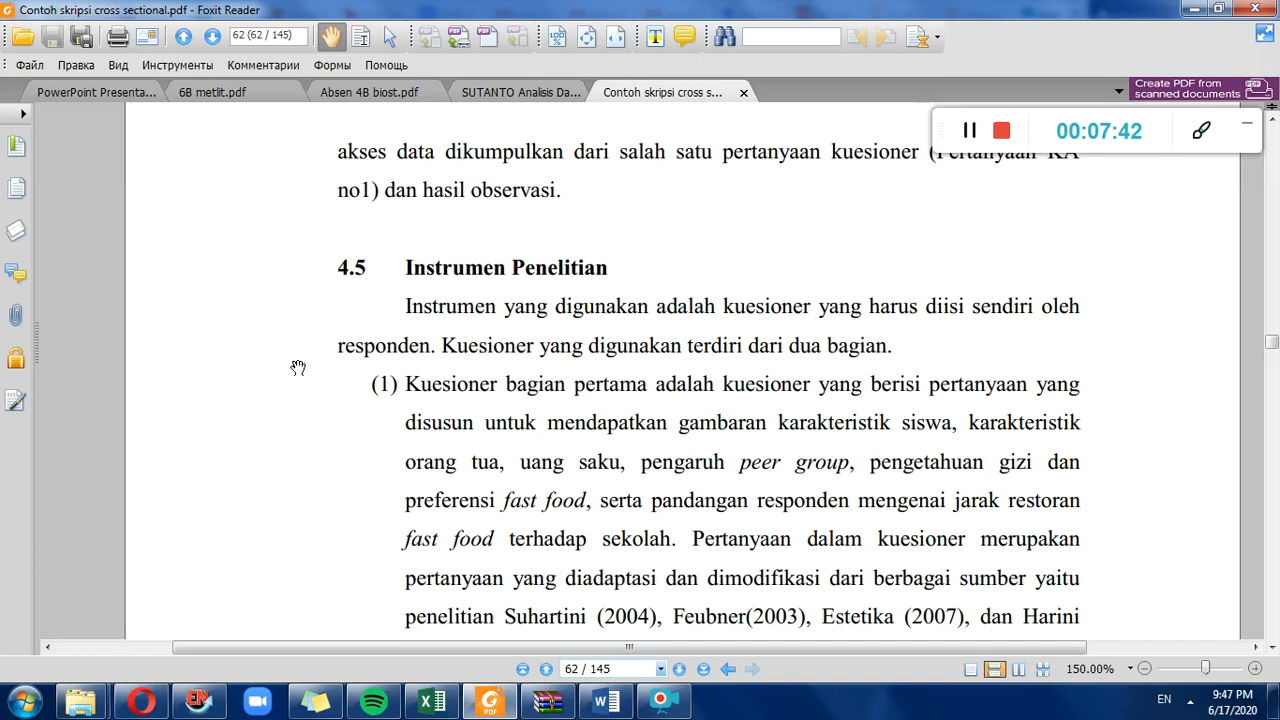 Contoh skripsi cross sectional.pdf - Foxit Reader
62 (62 / 145)
Файл Правка Вид Инструменты Комментарии Формы Помощь
PowerPoint Presenta... 6B metlit.pdf Absen 4B biost.pdf SUTANTO Analisis Da... Contoh skripsi cross s...
Create PDF from
scanned documents
00:07:42
akses data dikumpulkan dari salah satu pertanyaan kuesioner (Pertanyaan KA
no1) dan hasil observasi.
4.5 Instrumen Penelitian
Instrumen yang digunakan adalah kuesioner yang harus diisi sendiri oleh
responden. Kuesioner yang digunakan terdiri dari dua bagian.
(1) Kuesioner bagian pertama adalah kuesioner yang berisi pertanyaan yang
disusun untuk mendapatkan gambaran karakteristik siswa, karakteristik
orang tua, uang saku, pengaruh peer group, pengetahuan gizi dan
preferensi fast food, serta pandangan responden mengenai jarak restoran
fast food terhadap sekolah. Pertanyaan dalam kuesioner merupakan
pertanyaan yang diadaptasi dan dimodifikasi dari berbagai sumber yaitu
penelitian Suhartini (2004), Feubner(2003), Estetika (2007), dan Harini
62 / 145
150.00%
EN
9:47 PM
6/17/2020